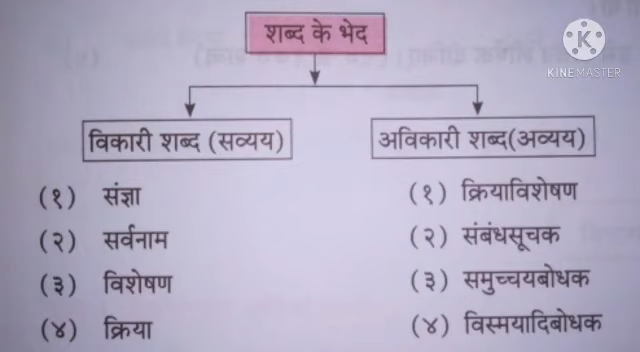 शब्द के भेद
KINEMASTER
विकारी शब्द (सव्यय)
अविकारी शब्द(अव्यय)
(१) संज्ञा
(१) क्रियाविशेषण
(२) सर्वनाम
(२) संबंधसूचक
(३) विशेषण
(३) समुच्चयबोधक
(४) क्रिया
(४) विस्मयादिबोधक